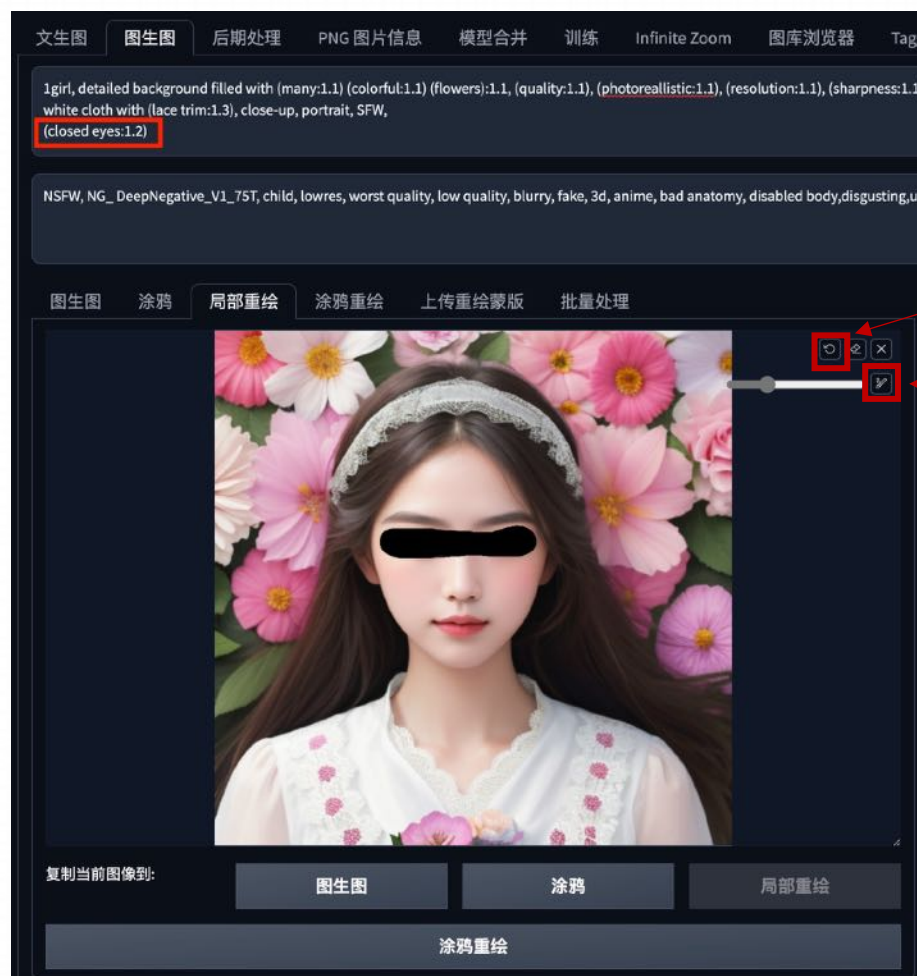 文生图 图生图 后期处理 PNG 图片信息 模型合并 训练 Infinite Zoom 图库浏览器 Tag
1girl, detailed background filled with (many:1.1) (colorful:1.1) (flowers):1.1, (quality:1.1), (photoreallistic:1.1), (resolution:1.1), (sharpness:1.1
white cloth with (lace trim:1.3), close-up, portrait, SFW,
(closed eyes:1.2)
NSFW, NG_ DeepNegative_V1_75T, child, lowres, worst quality, low quality, blurry, fake, 3d, anime, bad anatomy, disabled body,disgusting,u
图生图 涂鸦 局部重绘 涂鸦重绘 上传重绘蒙版 批量处理
复制当前图像到: 图生图 涂鸦 局部重绘
涂鸦重绘